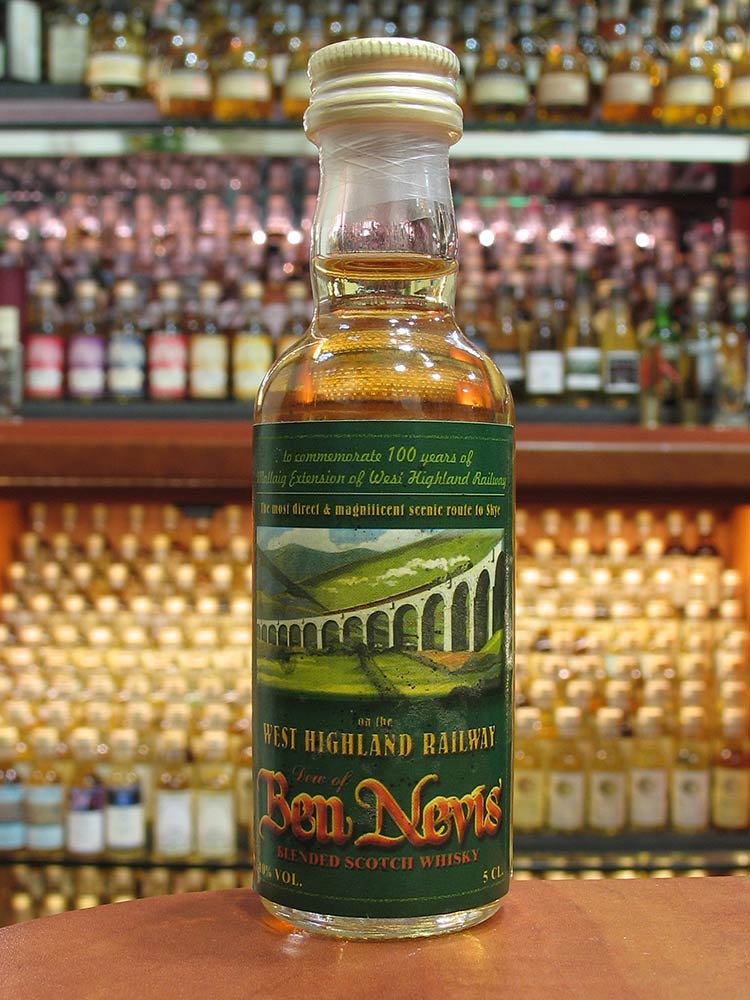 to commemorate 100 years of
Mallaig Extension of West Highland Railway
The most direct & magnificent scenic route to Skye
on the
WEST HIGHLAND RAILWAY
Dew of
Ben Nevis'
BLENDED SCOTCH WHISKY
0% VOL. 5 CL.